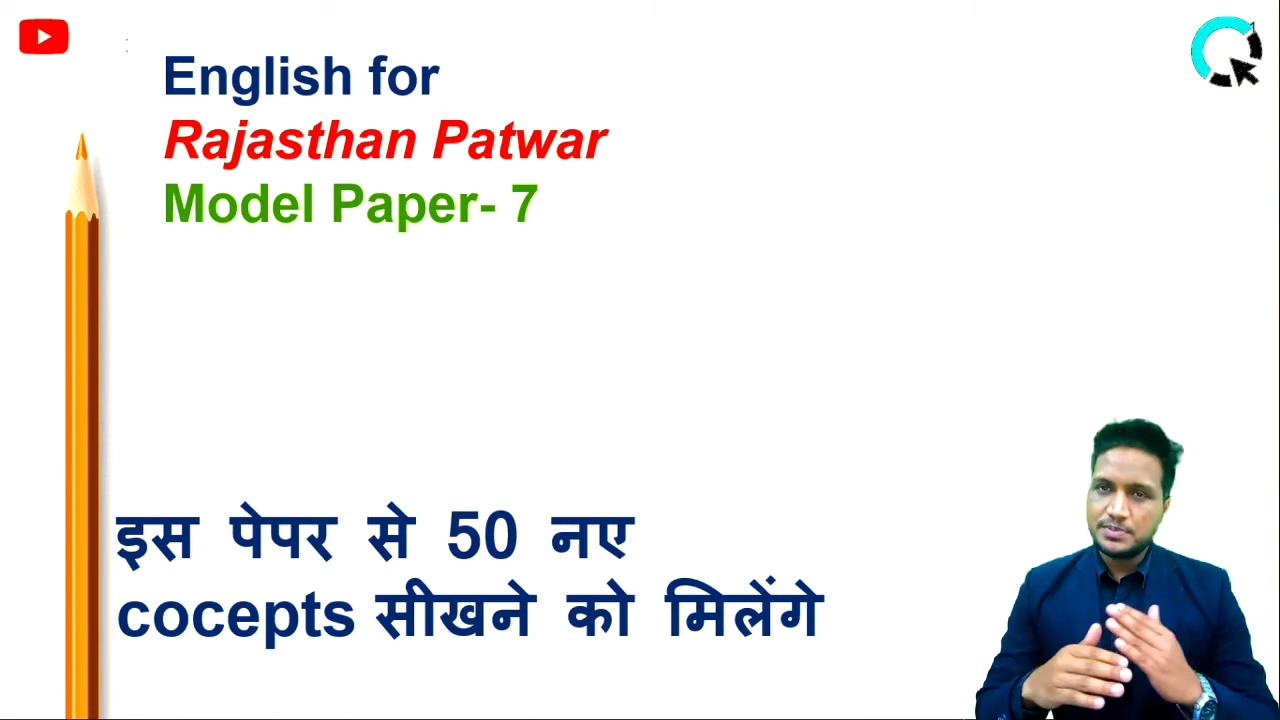 English for
Rajasthan Patwar
Model Paper- 7
इस पेपर से 50 नए
cocepts सीखने को मिलेंगे